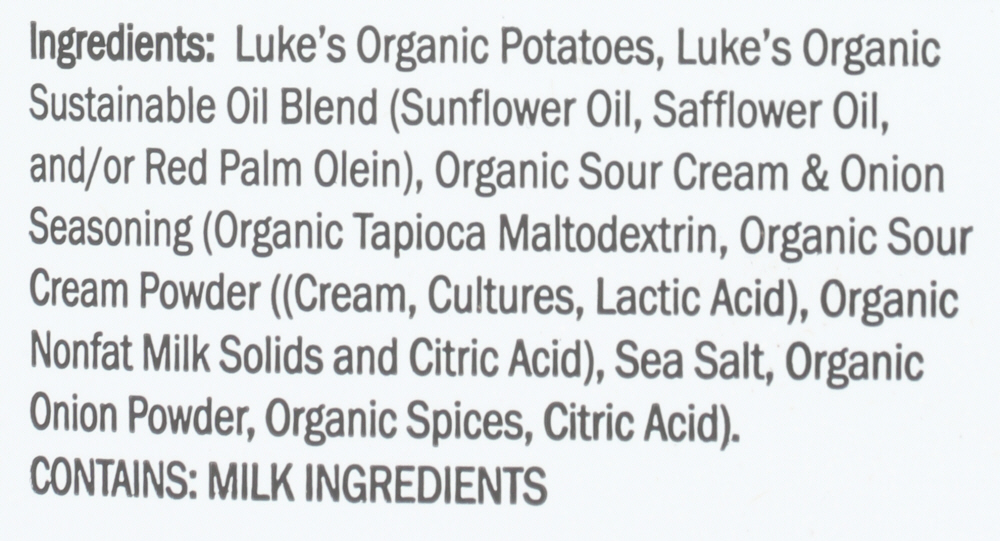 Ingredients: Luke's Organic Potatoes, Luke's Organic
Sustainable Oil Blend (Sunflower Oil, Safflower Oil,
and/or Red Palm Olein), Organic Sour Cream & Onion
Seasoning (Organic Tapioca Maltodextrin, Organic Sour
Cream Powder ((Cream, Cultures, Lactic Acid), Organic
Nonfat Milk Solids and Citric Acid), Sea Salt, Organic
Onion Powder, Organic Spices, Citric Acid).
CONTAINS: MILK INGREDIENTS